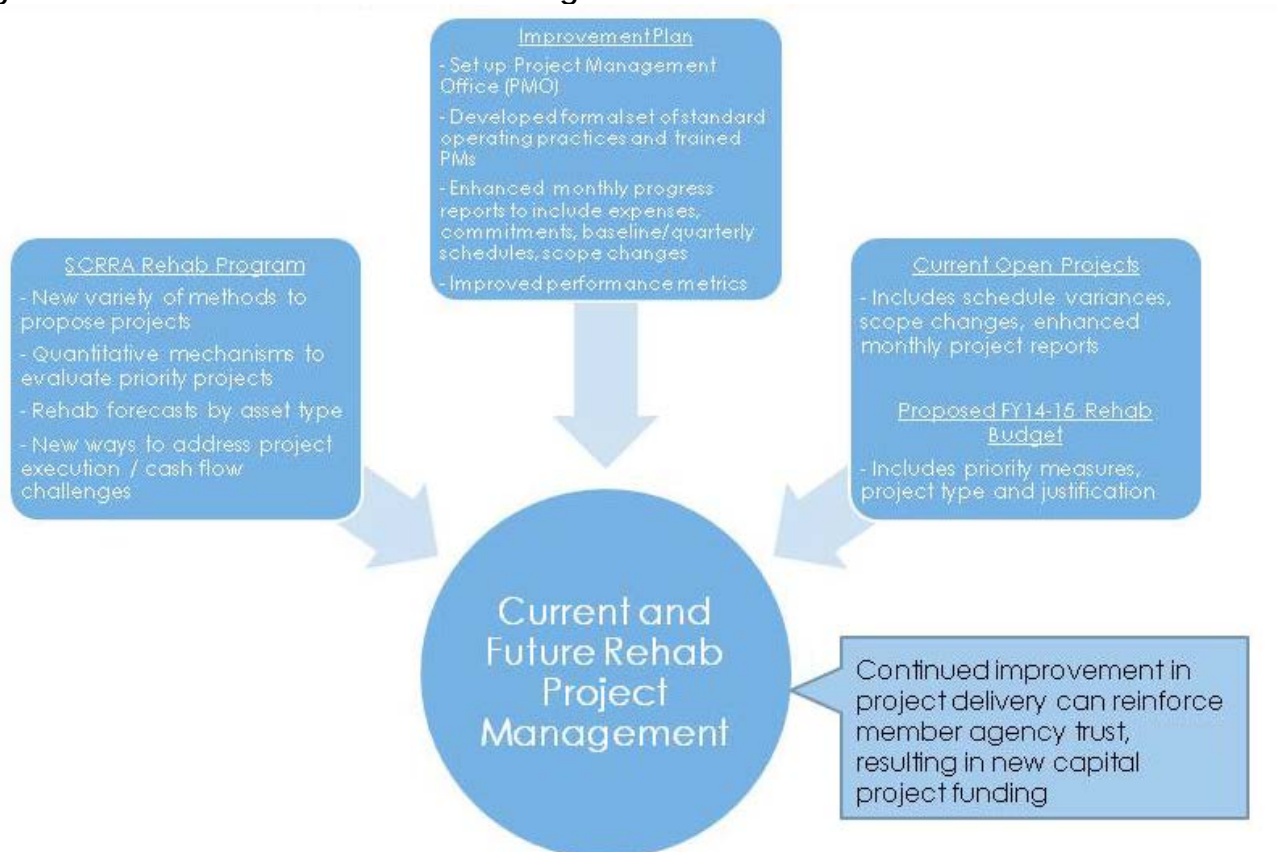 Improvement Plan
- Set up Project Management
Office (PMO)
- Developed formal set of standard
operating practices and trained
PMs
- Enhanced monthly progress
reports to include expenses,
commitments, baseline/quarterly
schedules, scope changes
- Improved performance metrics
SCRRA Rehab Program
- New variety of methods to
propose projects
- Quantitative mechanisms to
evaluate priority projects
- Rehab forecasts by asset type
- New ways to address project
execution / cash flow
challenges
Current Open Projects
- Includes schedule variances,
scope changes, enhanced
monthly project reports
Proposed FY14-15 Rehab
Budget
- Includes priority measures,
project type and justification
Current and
Future Rehab
Project
Management
Continued improvement in
project delivery can reinforce
member agency trust,
resulting in new capital
project funding